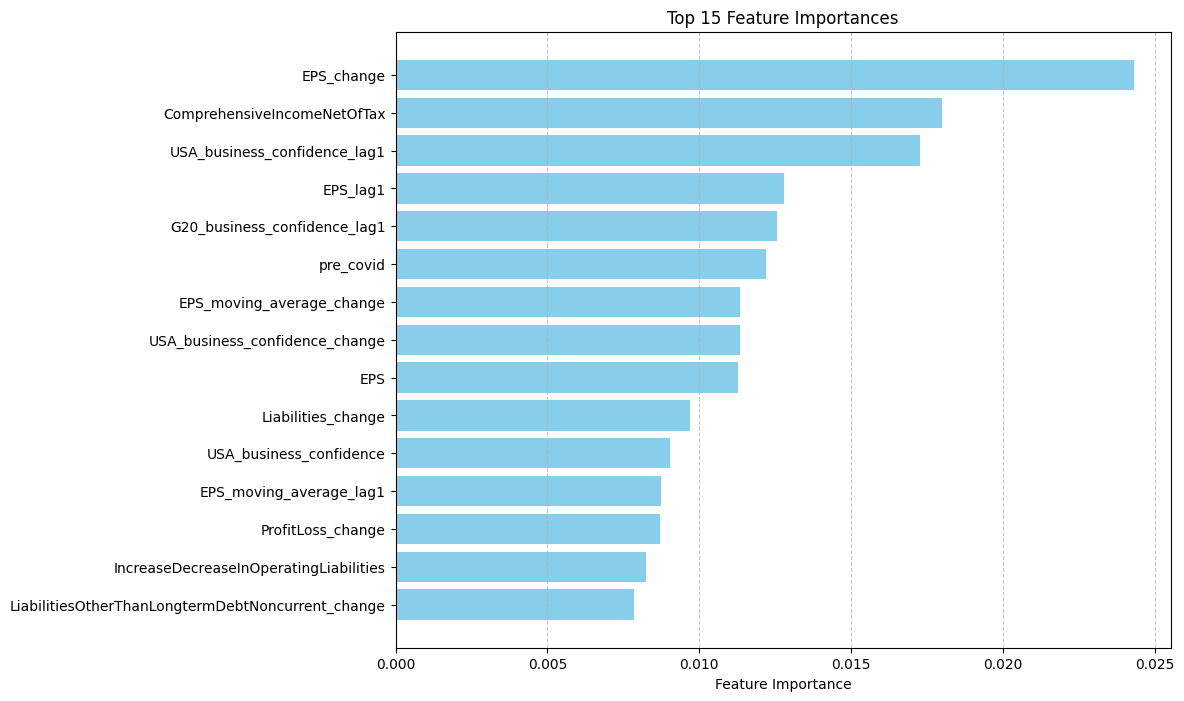 Top 15 Feature Importances
EPS_change
ComprehensiveIncomeNetOfTax
USA_business_confidence_lag1
EPS_lag1
G20_business_confidence_lag1
pre_covid
EPS_moving_average_change
USA_business_confidence_change
EPS
Liabilities_change
USA_business_confidence
EPS_moving_average_lag1
ProfitLoss_change
IncreaseDecreaseInOperatingLiabilities
LiabilitiesOtherThanLongtermDebtNoncurrent_change
0.000 0.005 0.010 0.015 0.020 0.025
Feature Importance